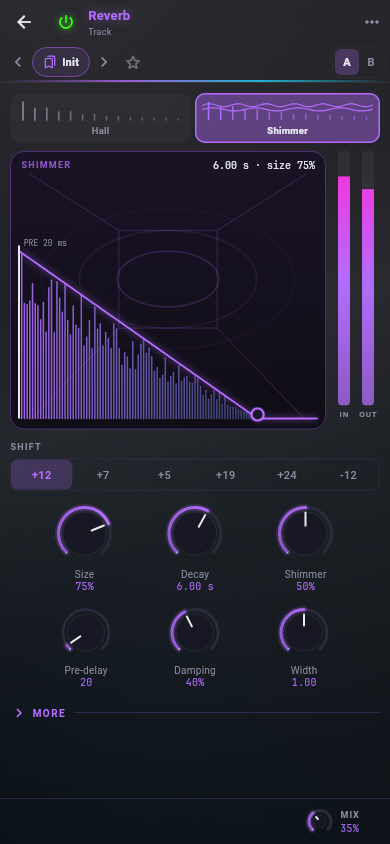 Reverb
Track
Init
A B
Hall
Shimmer
SHIMMER 6.00 s · size 75%
PRE 20 ms
IN OUT
SHIFT
+12 +7 +5 +19 +24 -12
Size Decay Shimmer
75% 6.00 s 50%
Pre-delay Damping Width
20 40% 1.00
MORE
MIX
35%